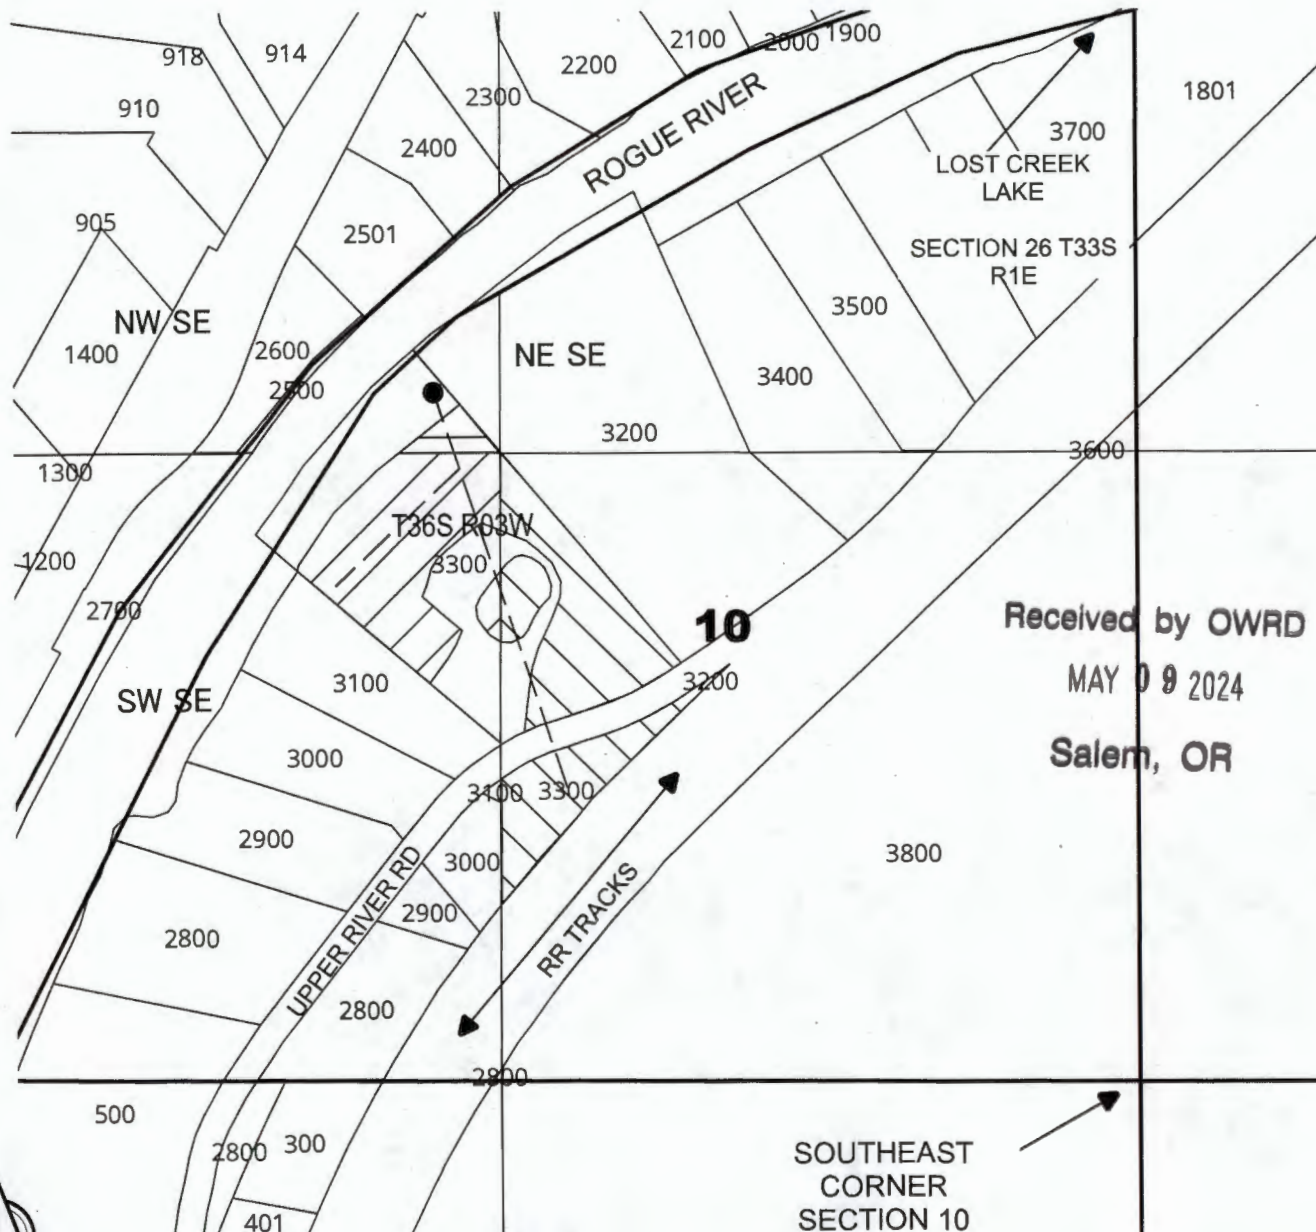 918
914
2100
2000
1900
2200
910
2300
1801
2400
3700
ROGUE RIVER
LOST CREEK
LAKE
905
2501
SECTION 26 T33S
R1E
NW SE
1400
2600
2500
NE SE
3500
3400
3200
1300
3600
T36S R03W
3300
1200
2700
10
Received by OWRD
MAY 09 2024
Salem, OR
3100
3200
SW SE
3000
3100
3300
2900
3000
3800
2900
UPPER RIVER RD
RR TRACKS
2800
2800
2800
500
2800
300
401
SOUTHEAST
CORNER
SECTION 10